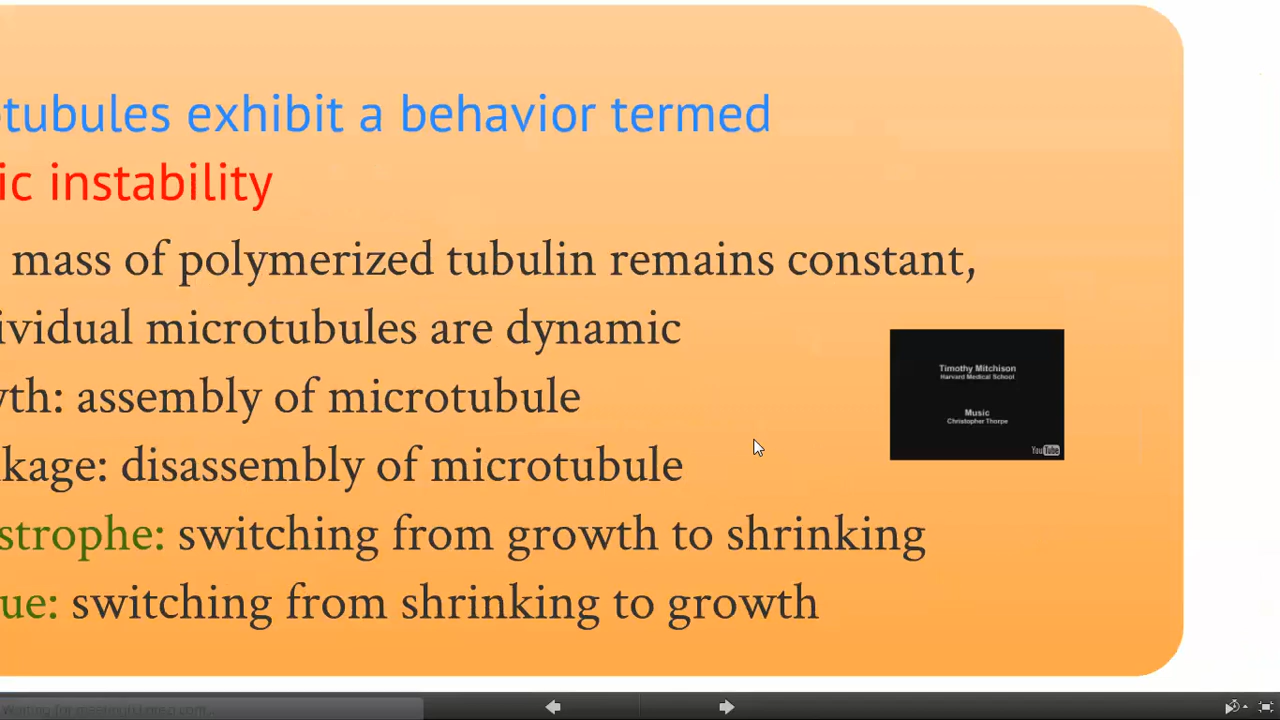 tubules exhibit a behavior termed
ic instability
mass of polymerized tubulin remains constant,
ividual microtubules are dynamic
wth: assembly of microtubule
kage: disassembly of microtubule
strophe: switching from growth to shrinking
ue: switching from shrinking to growth
Timothy Mitchison
Harvard Medical School
Music
Christopher Thorpe
YouTube